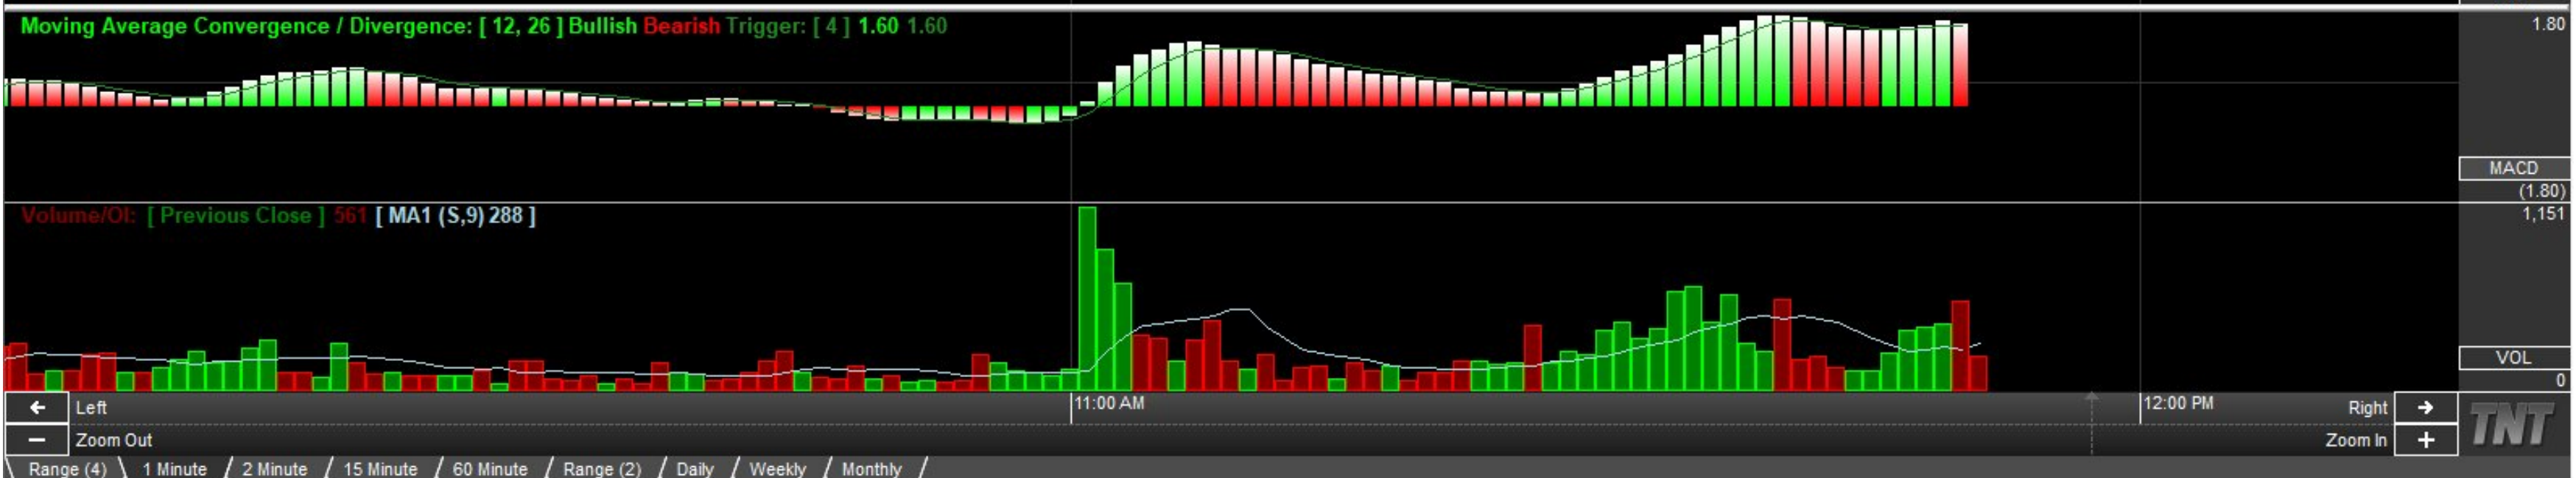 Moving Average Convergence / Divergence: [ 12, 26 ] Bullish Bearish Trigger: [ 4 ] 1.60 1.60
1.80
MACD
(1.80)
Volume/OI: [ Previous Close ] 561 [ MA1 (S,9) 288 ]
1,151
VOL
0
Left
11:00 AM
12:00 PM
Right
TNT
Zoom Out
Zoom In
Range (4) 1 Minute 2 Minute 15 Minute 60 Minute Range (2) Daily Weekly Monthly